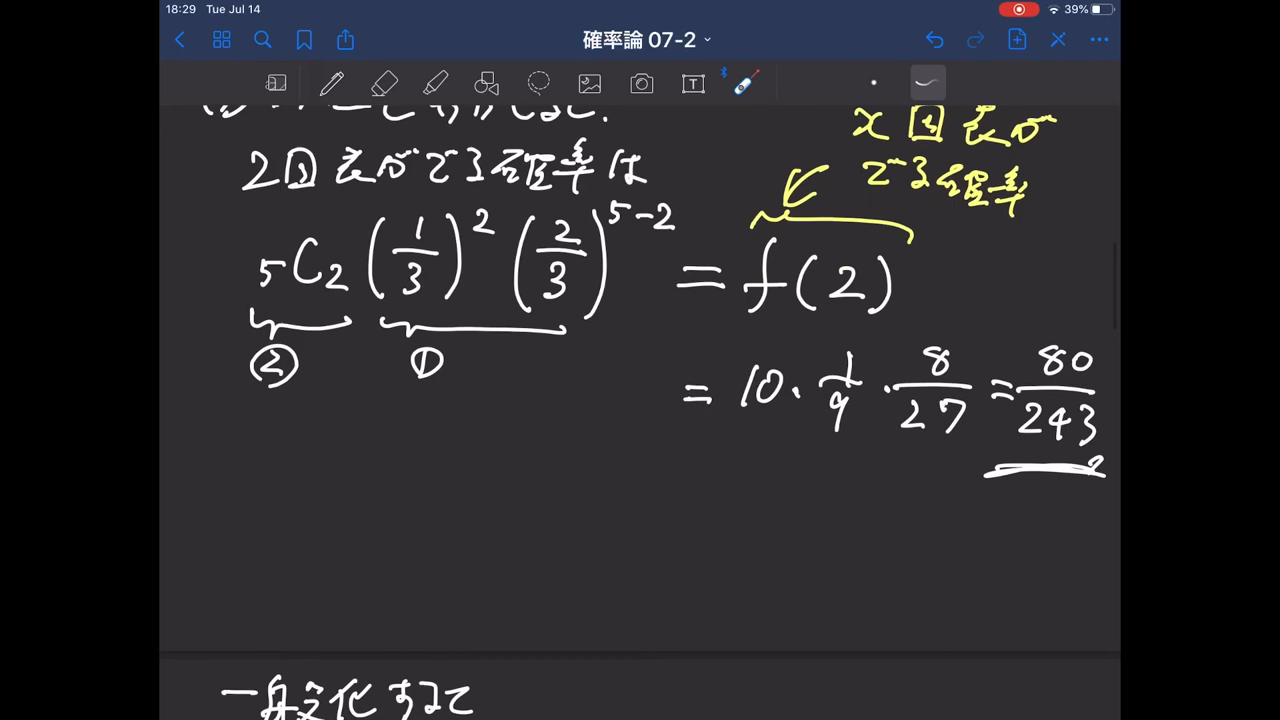 18:29 Tue Jul 14
39%
確率論 07-2
T
2回表がでる確率は
x回表が
でる確率
₅C₂ (1/3)² (2/3)⁵⁻² = f(2)
② ①
= 10・1/9・8/27 = 80/243
一般化すると